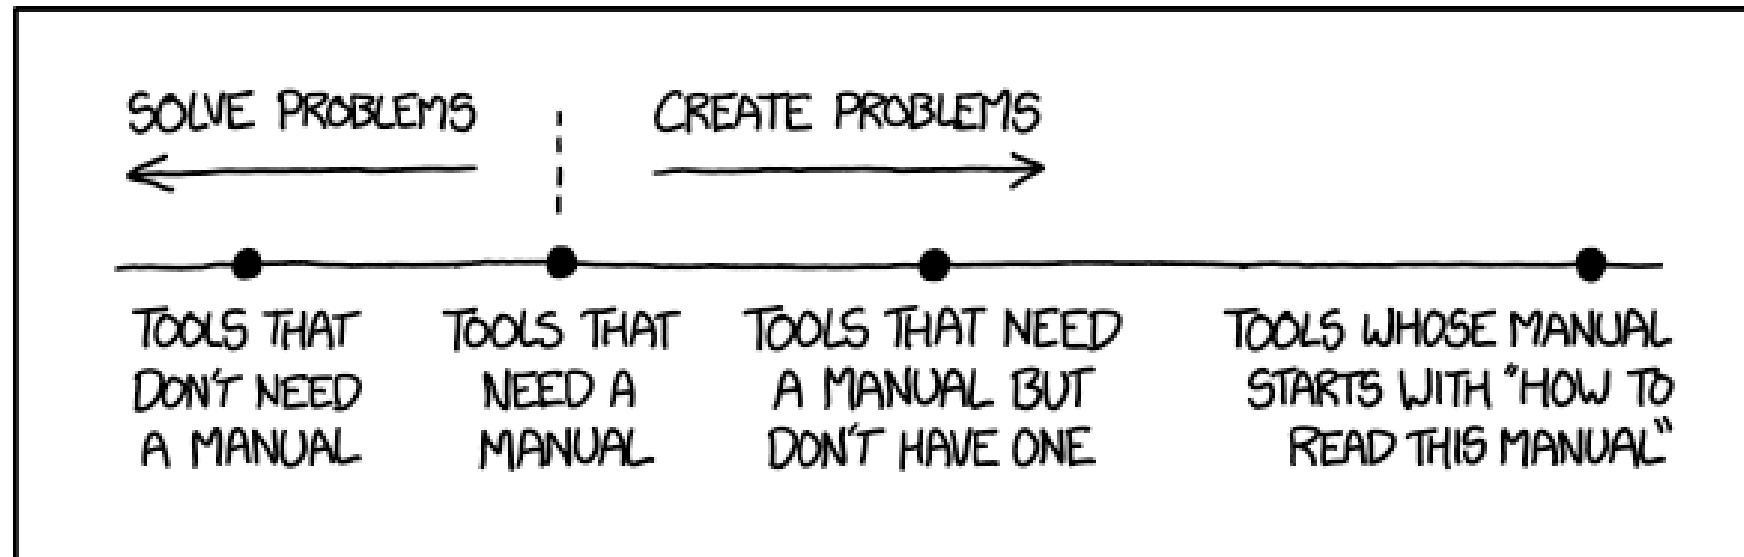 SOLVE PROBLEMS
CREATE PROBLEMS
TOOLS THAT
DON'T NEED
A MANUAL
TOOLS THAT
NEED A
MANUAL
TOOLS THAT NEED
A MANUAL BUT
DON'T HAVE ONE
TOOLS WHOSE MANUAL
STARTS WITH "HOW TO
READ THIS MANUAL"